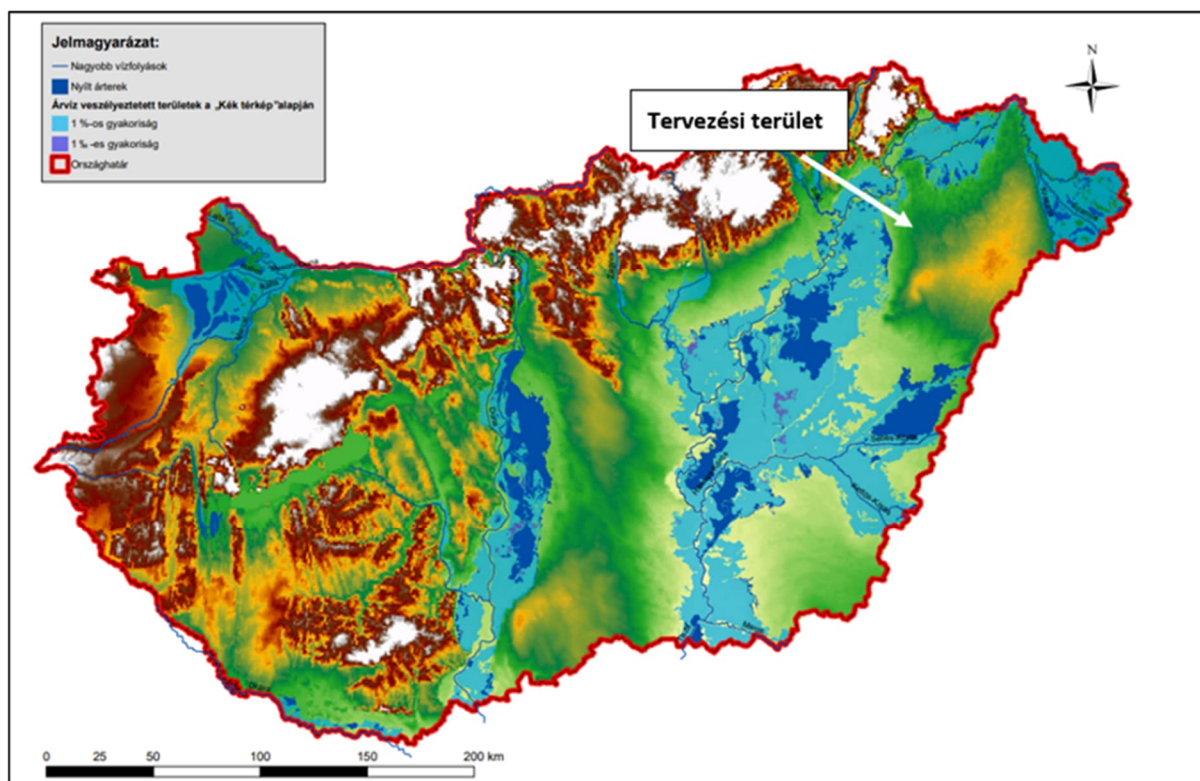 Jelmagyarázat:
Nagyobb vízfolyások
Nyílt árterek
Árvíz veszélyeztetett területek a „Kék térkép"alapján
1 %-os gyakoriság
1 ‰ -es gyakoriság
Országhatár
N
Tervezési terület
0 25 50 100 150 200 km